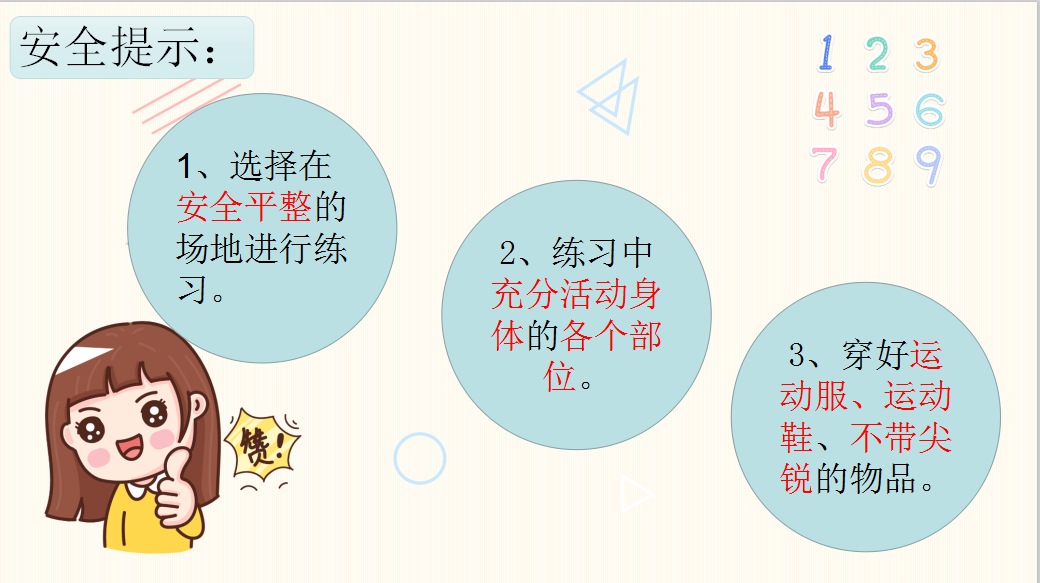 安全提示：
1 2 3
4 5 6
7 8 9
1、选择在
安全平整的
场地进行练
习。
2、练习中
充分活动身
体的各个部
位。
3、穿好运
动服、运动
鞋、不带尖
锐的物品。
赞!